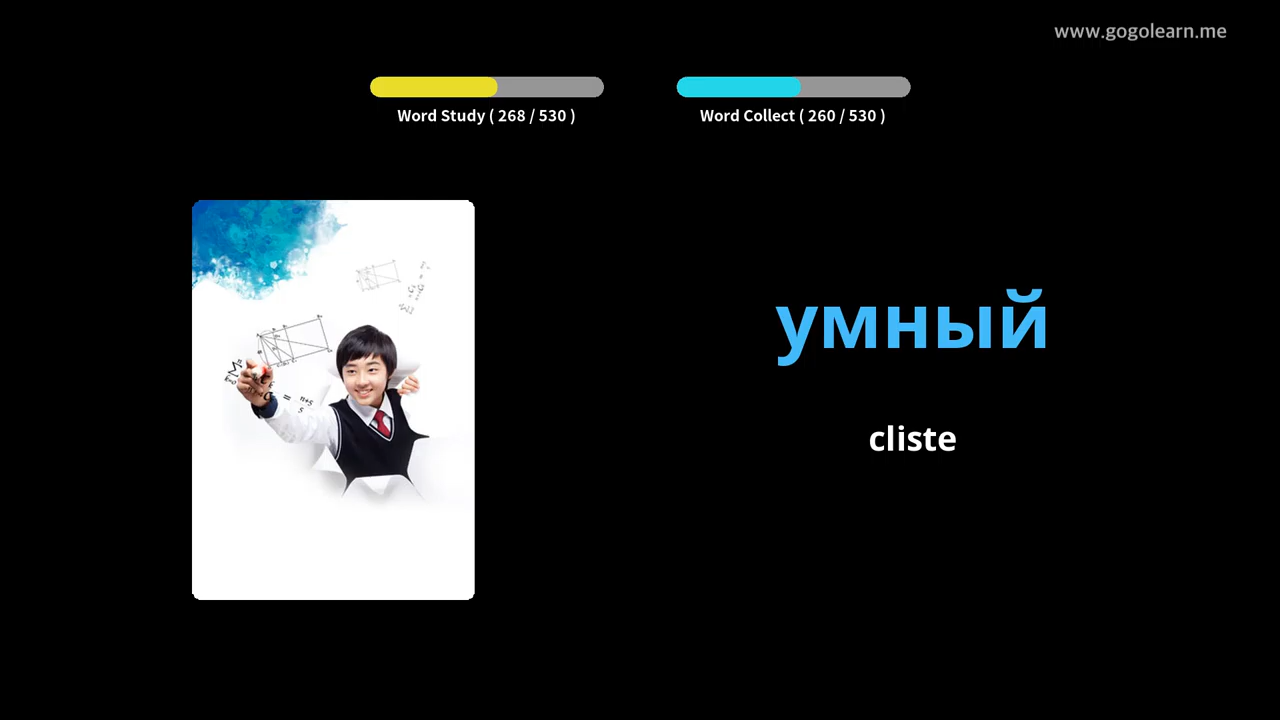 www.gogolearn.me
Word Study ( 268 / 530 )
Word Collect ( 260 / 530 )
умный
cliste